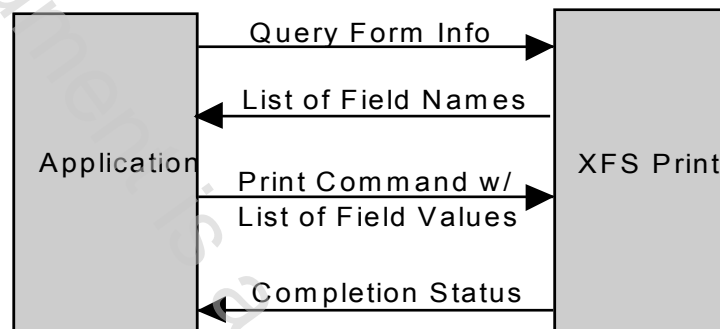 Query Form Info
List of Field Names
Application
XFS Print
Print Command w/
List of Field Values
Completion Status